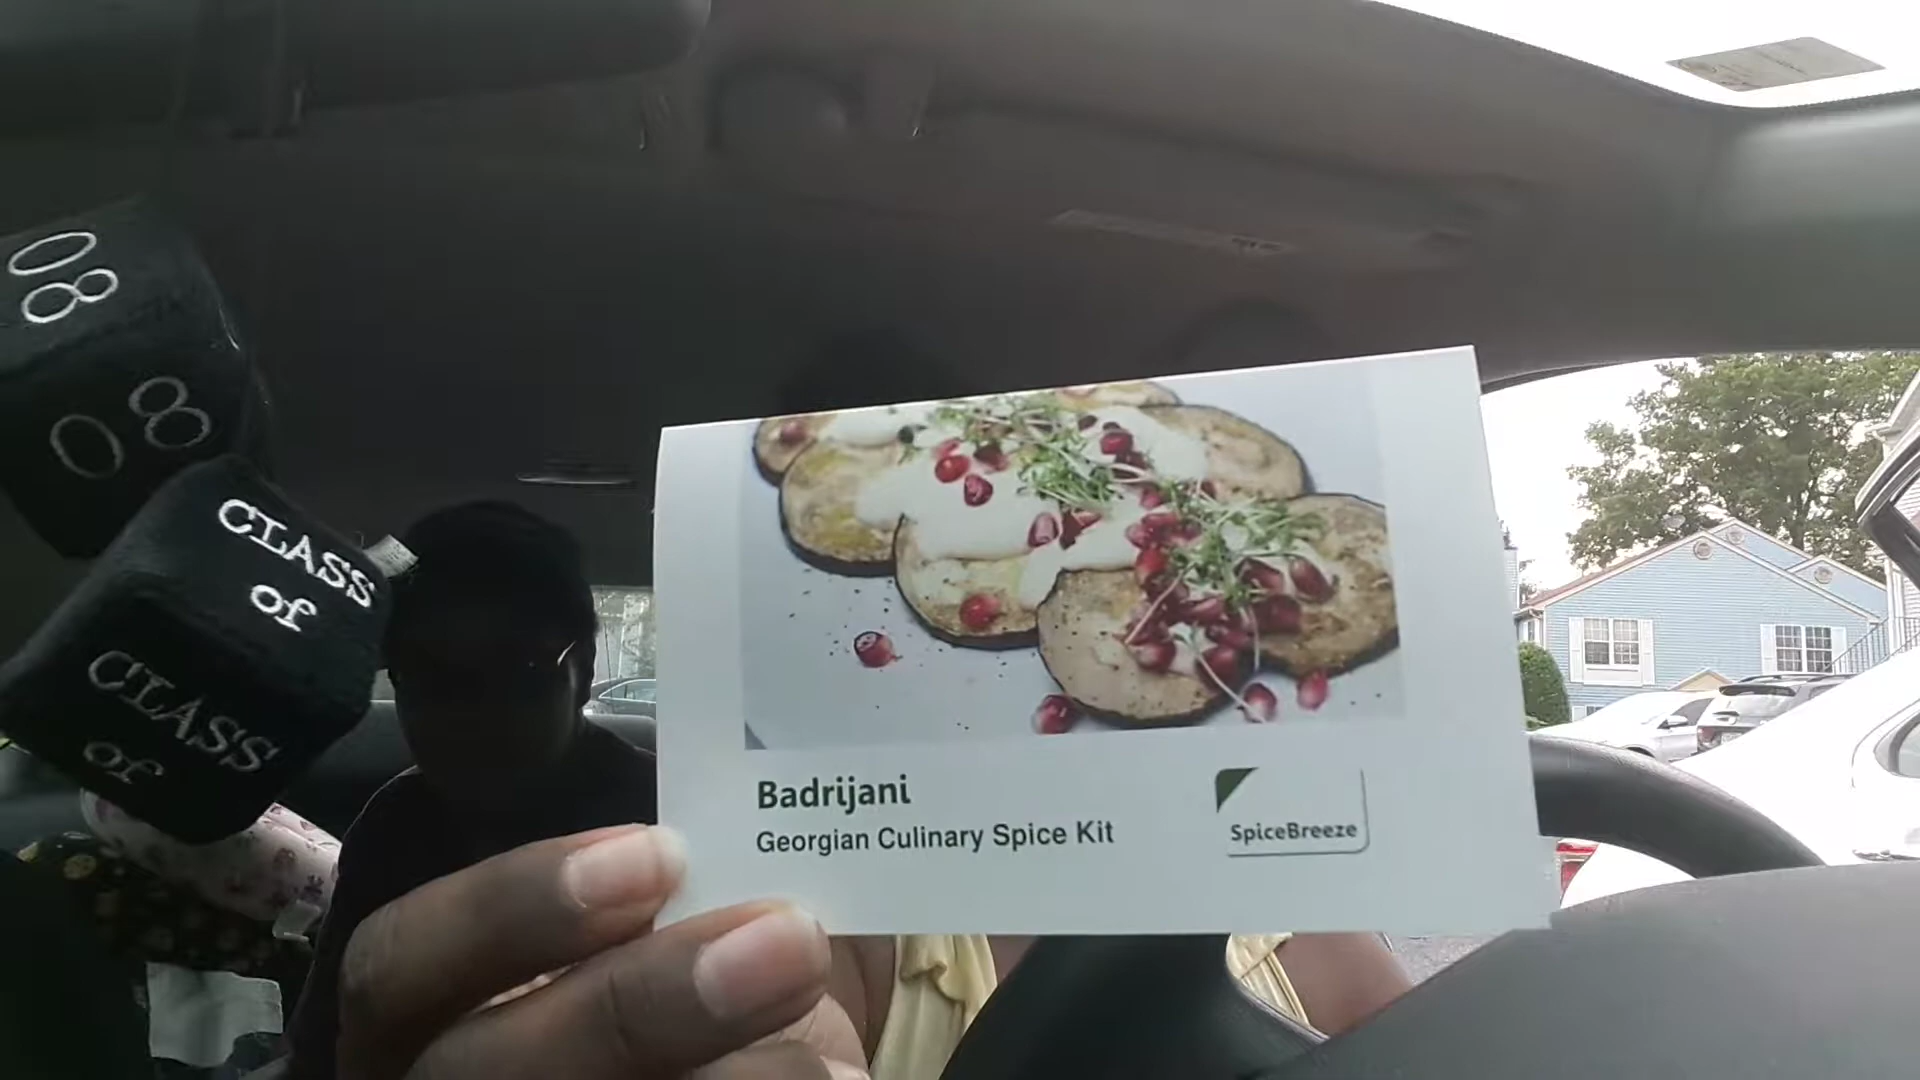 08
08
CLASS
of
CLASS
of
Badrijani
Georgian Culinary Spice Kit
SpiceBreeze